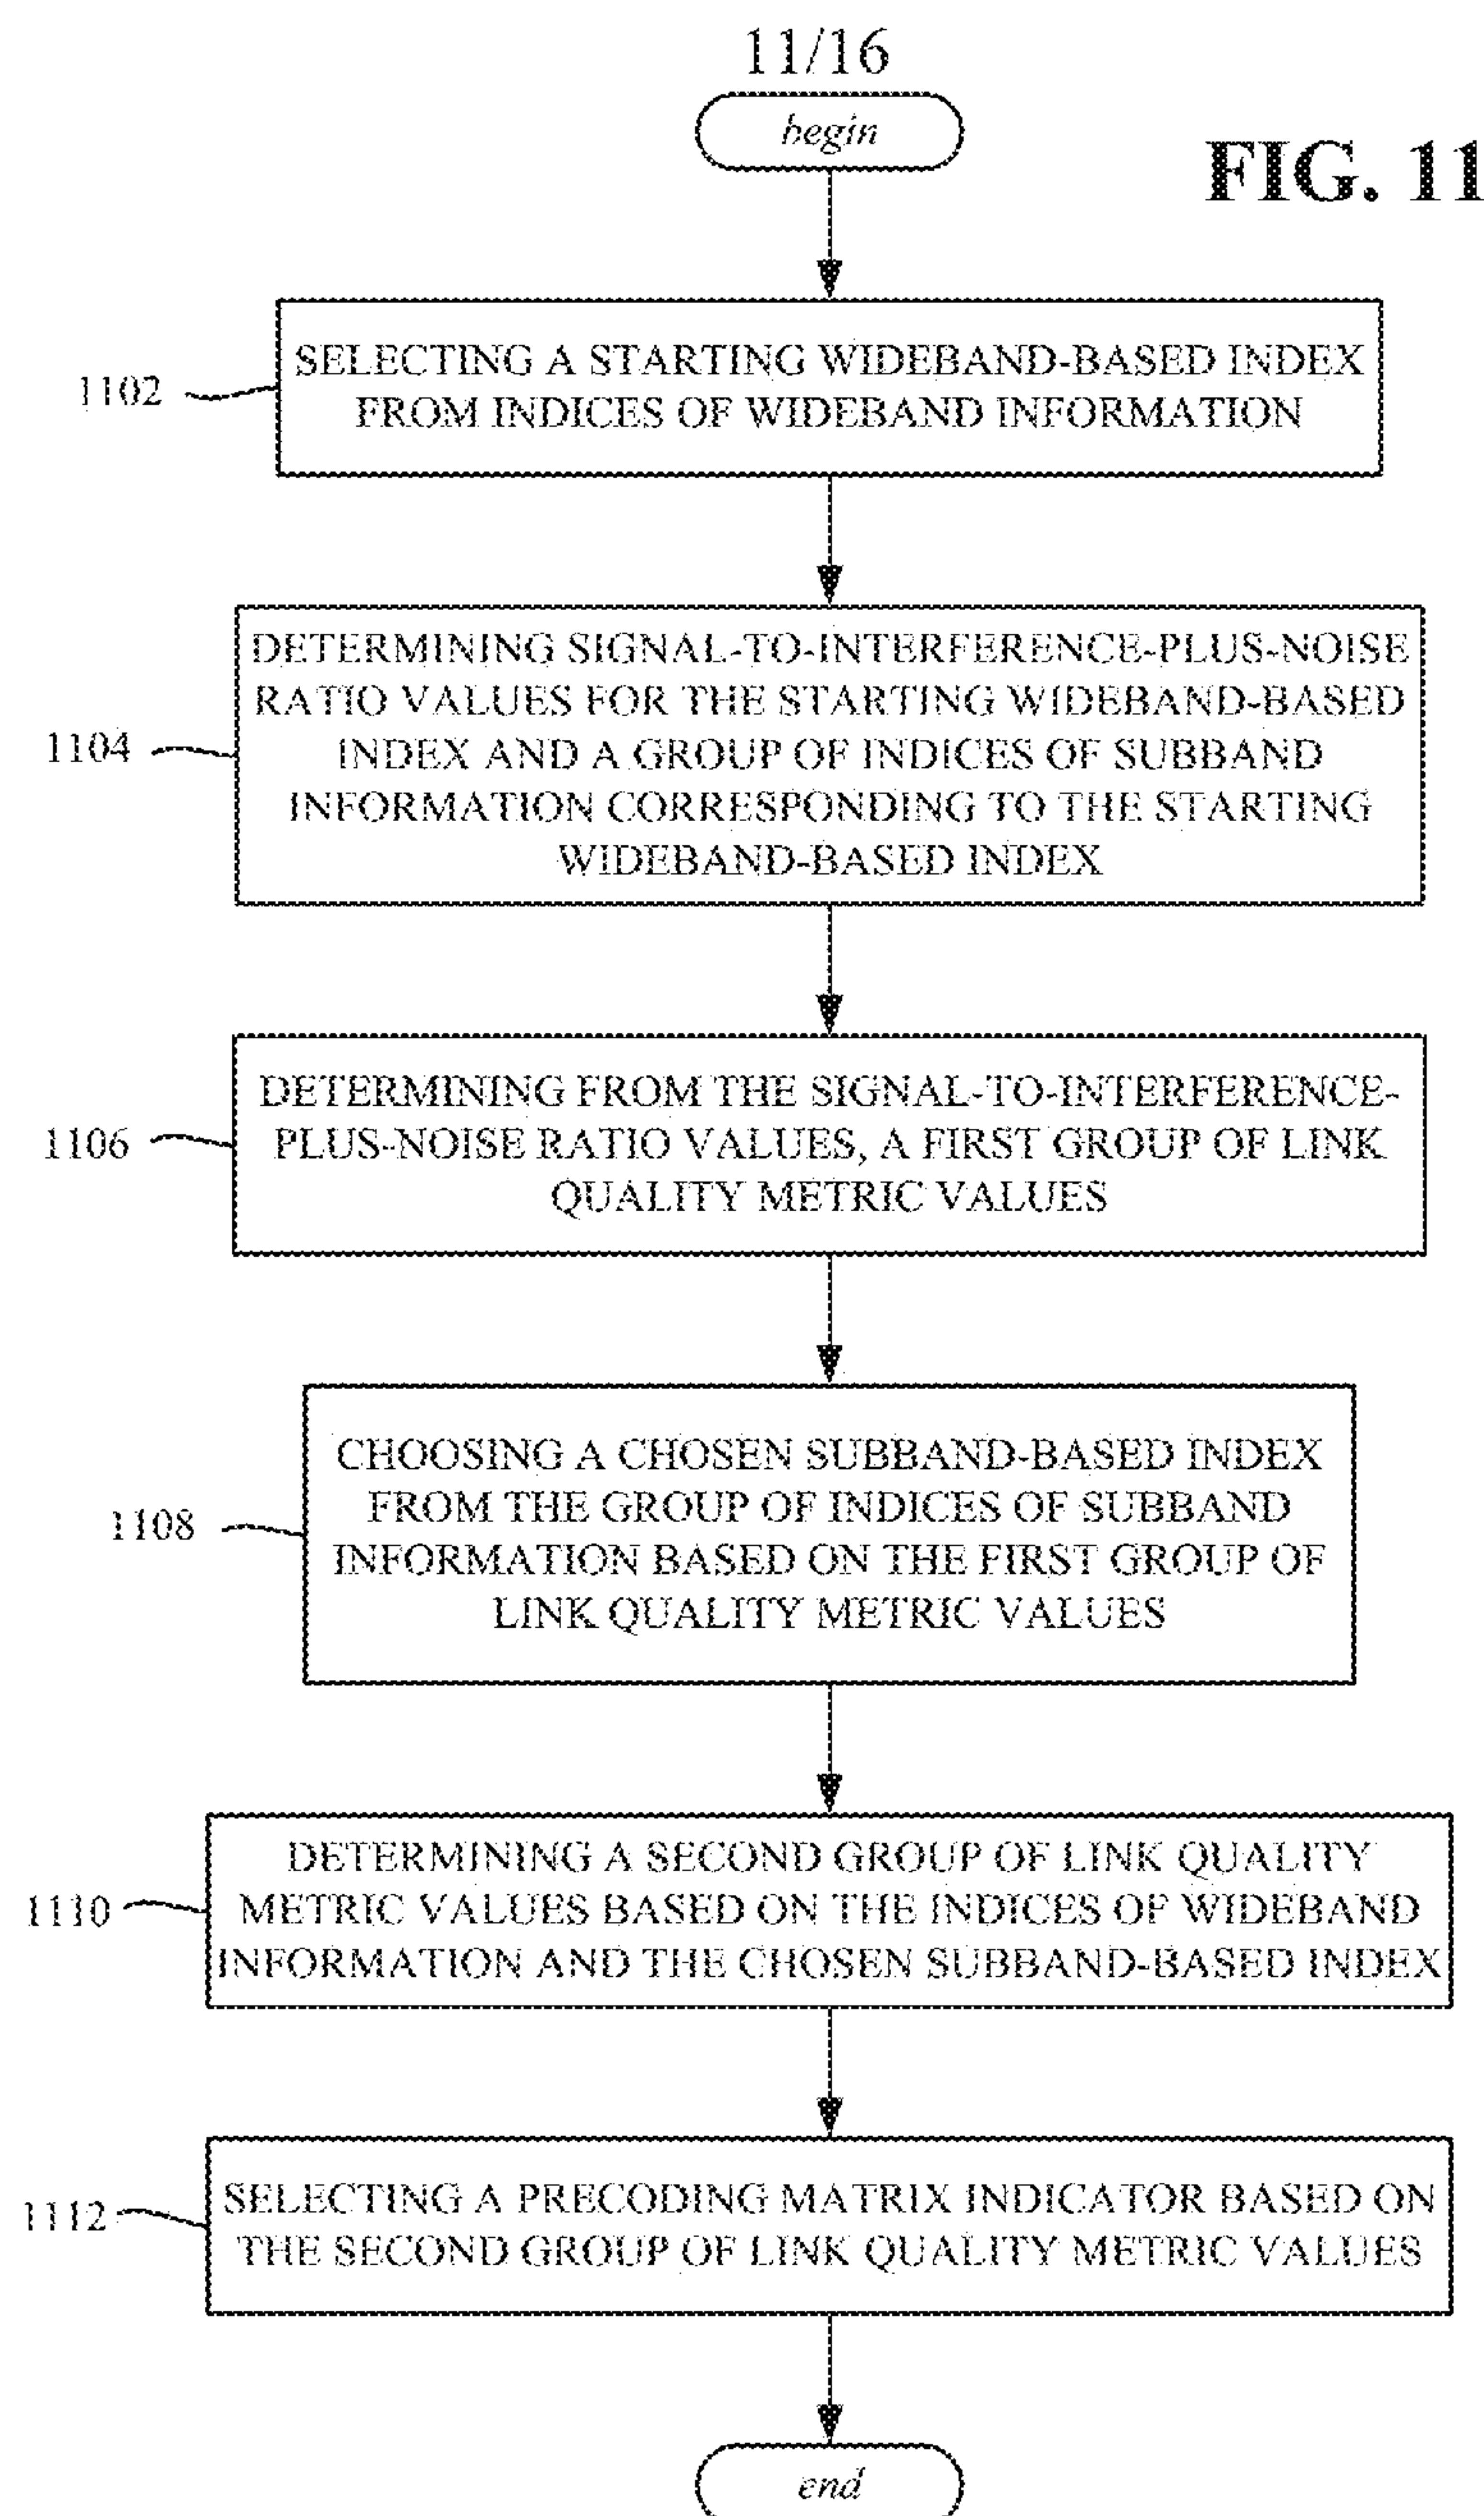 11/16
begin
FIG. 11
SELECTING A STARTING WIDEBAND-BASED INDEX
FROM INDICES OF WIDEBAND INFORMATION
1102
DETERMINING SIGNAL-TO-INTERFERENCE-PLUS-NOISE
RATIO VALUES FOR THE STARTING WIDEBAND-BASED
INDEX AND A GROUP OF INDICES OF SUBBAND
INFORMATION CORRESPONDING TO THE STARTING
WIDEBAND-BASED INDEX
1104
DETERMINING FROM THE SIGNAL-TO-INTERFERENCE-
PLUS-NOISE RATIO VALUES, A FIRST GROUP OF LINK
QUALITY METRIC VALUES
1106
CHOOSING A CHOSEN SUBBAND-BASED INDEX
FROM THE GROUP OF INDICES OF SUBBAND
INFORMATION BASED ON THE FIRST GROUP OF
LINK QUALITY METRIC VALUES
1108
DETERMINING A SECOND GROUP OF LINK QUALITY
METRIC VALUES BASED ON THE INDICES OF WIDEBAND
INFORMATION AND THE CHOSEN SUBBAND-BASED INDEX
1110
SELECTING A PRECODING MATRIX INDICATOR BASED ON
THE SECOND GROUP OF LINK QUALITY METRIC VALUES
1112
end